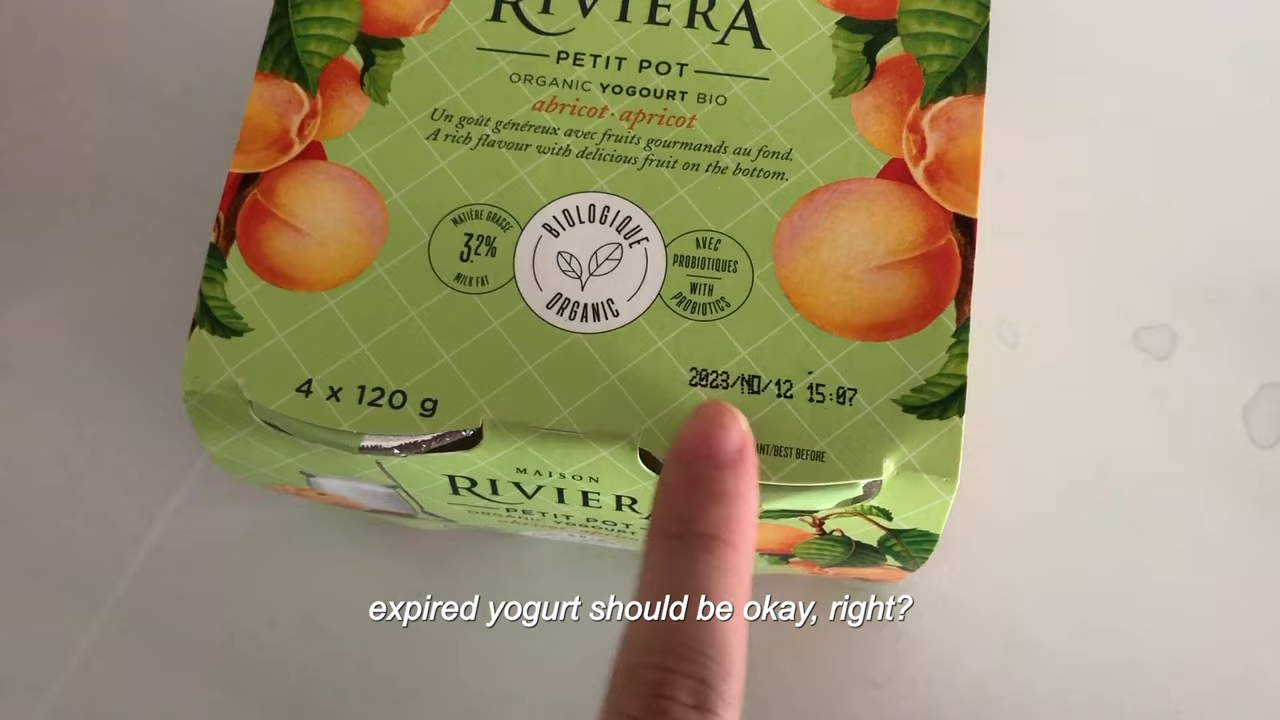 RIVIERA
PETIT POT
ORGANIC YOGOURT BIO
abricot · apricot
Un goût généreux avec fruits gourmands au fond.
A rich flavour with delicious fruit on the bottom.
MATIÈRE GRASSE
3.2%
MILK FAT
BIOLOGIQUE
ORGANIC
AVEC
PROBIOTIQUES
WITH
PROBIOTICS
2023/NO/12 15:07
4 x 120 g
ANT/BEST BEFORE
MAISON
RIVIERA
PETIT POT
ORGANIC YOGOURT
expired yogurt should be okay, right?